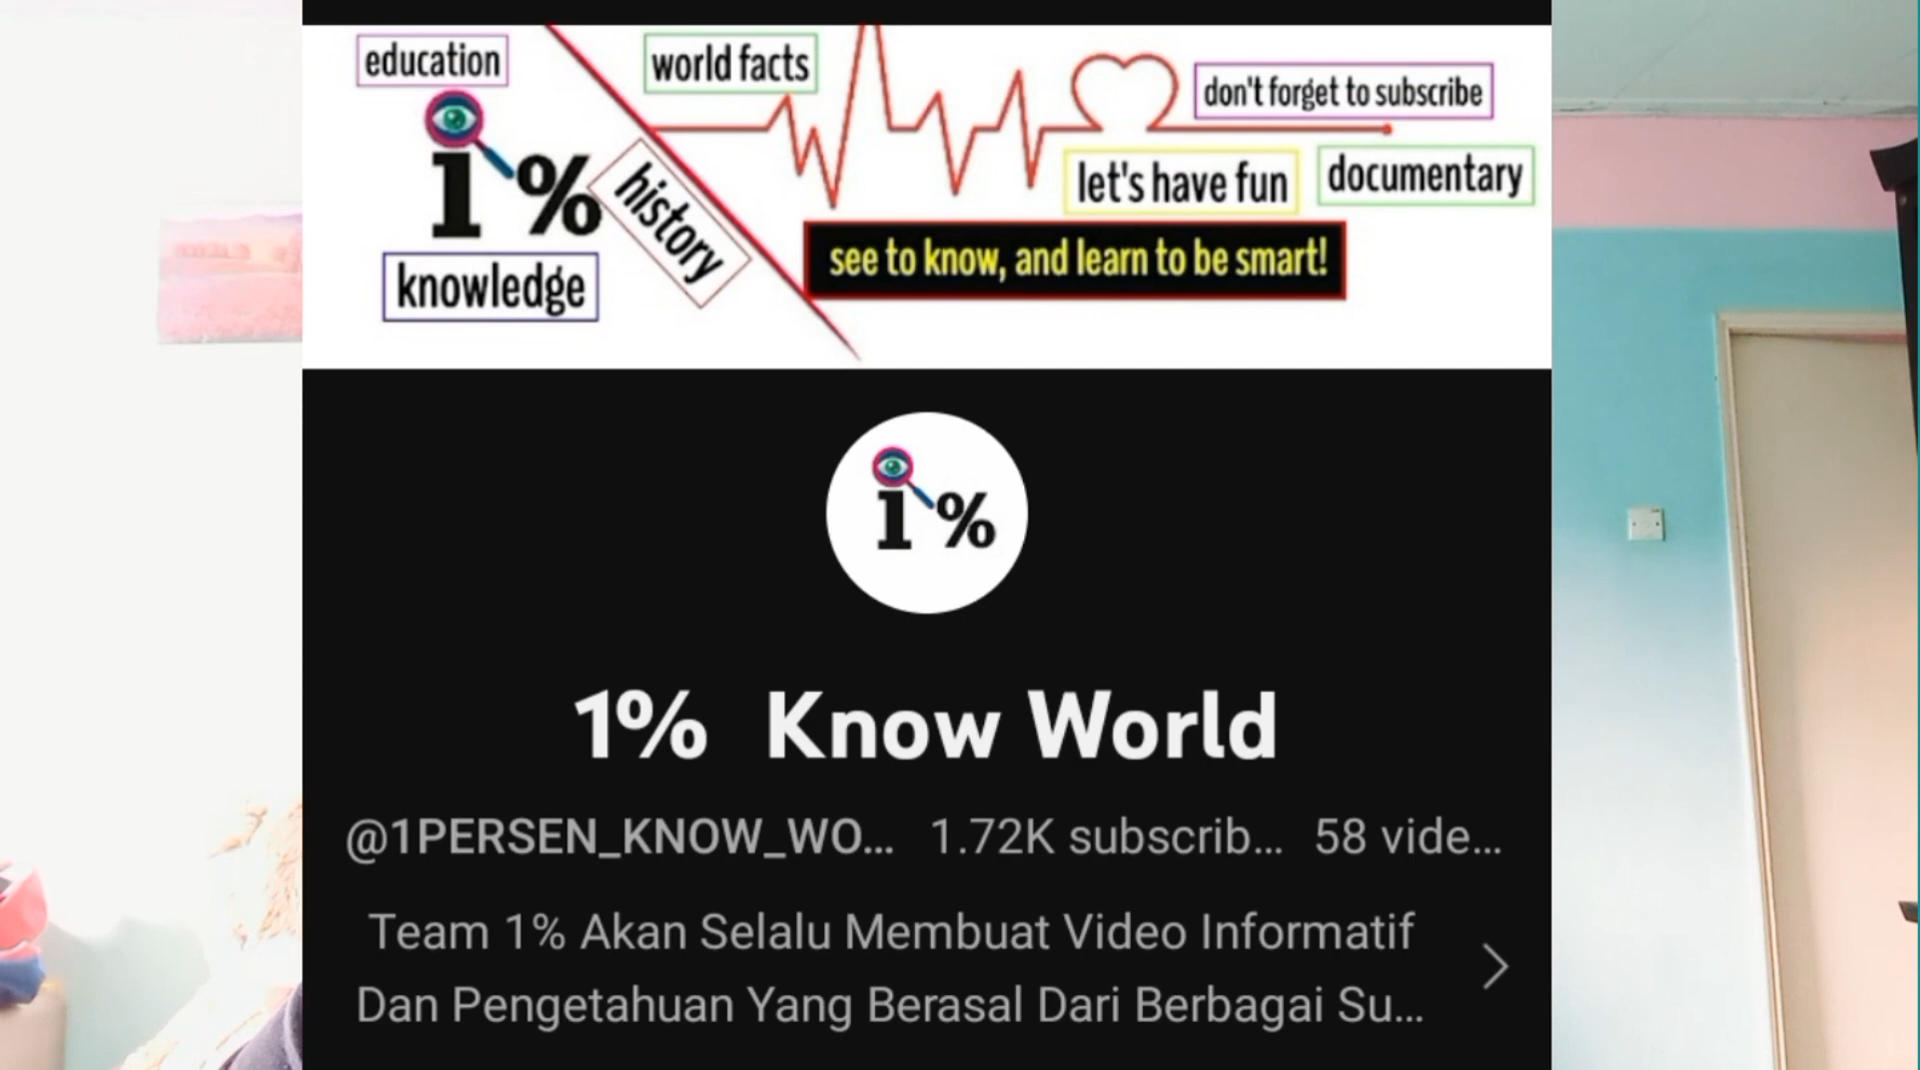 education
world facts
don't forget to subscribe
1%
history
let's have fun
documentary
see to know, and learn to be smart!
knowledge
1%
1% Know World
@1PERSEN_KNOW_WO... 1.72K subscrib... 58 vide...
Team 1% Akan Selalu Membuat Video Informatif
Dan Pengetahuan Yang Berasal Dari Berbagai Su...